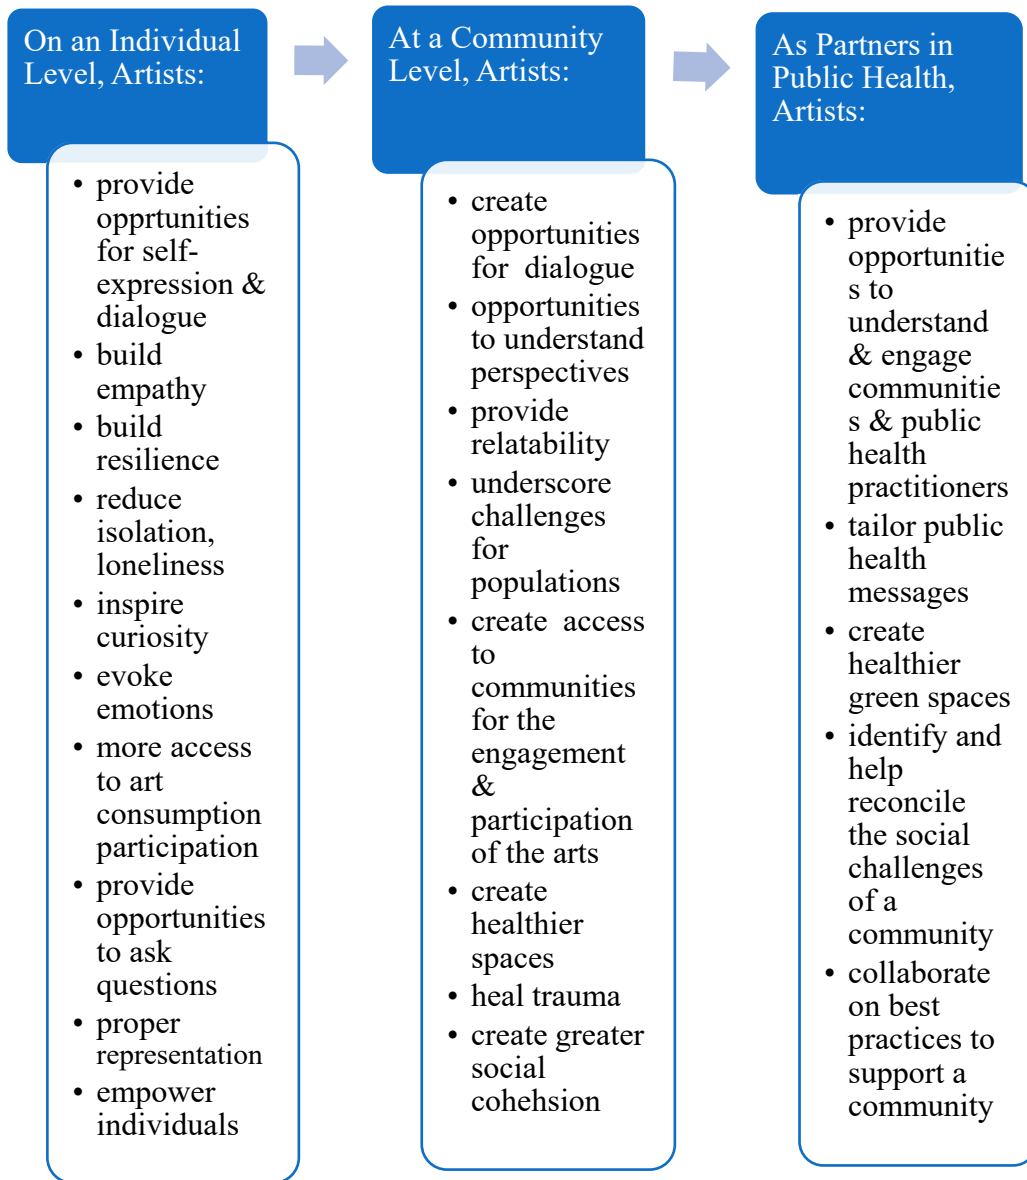 On an Individual
Level, Artists:
• provide
opprtunities
for self-
expression &
dialogue
• build
empathy
• build
resilience
• reduce
isolation,
loneliness
• inspire
curiosity
• evoke
emotions
• more access
to art
consumption
participation
• provide
opportunities
to ask
questions
• proper
representation
• empower
individuals
At a Community
Level, Artists:
• create
opportunities
for dialogue
• opportunities
to understand
perspectives
• provide
relatability
• underscore
challenges
for
populations
• create access
to
communities
for the
engagement
&
participation
of the arts
• create
healthier
spaces
• heal trauma
• create greater
social
cohehsion
As Partners in
Public Health,
Artists:
• provide
opportunitie
s to
understand
& engage
communitie
s & public
health
practitioners
• tailor public
health
messages
• create
healthier
green spaces
• identify and
help
reconcile
the social
challenges
of a
community
• collaborate
on best
practices to
support a
community